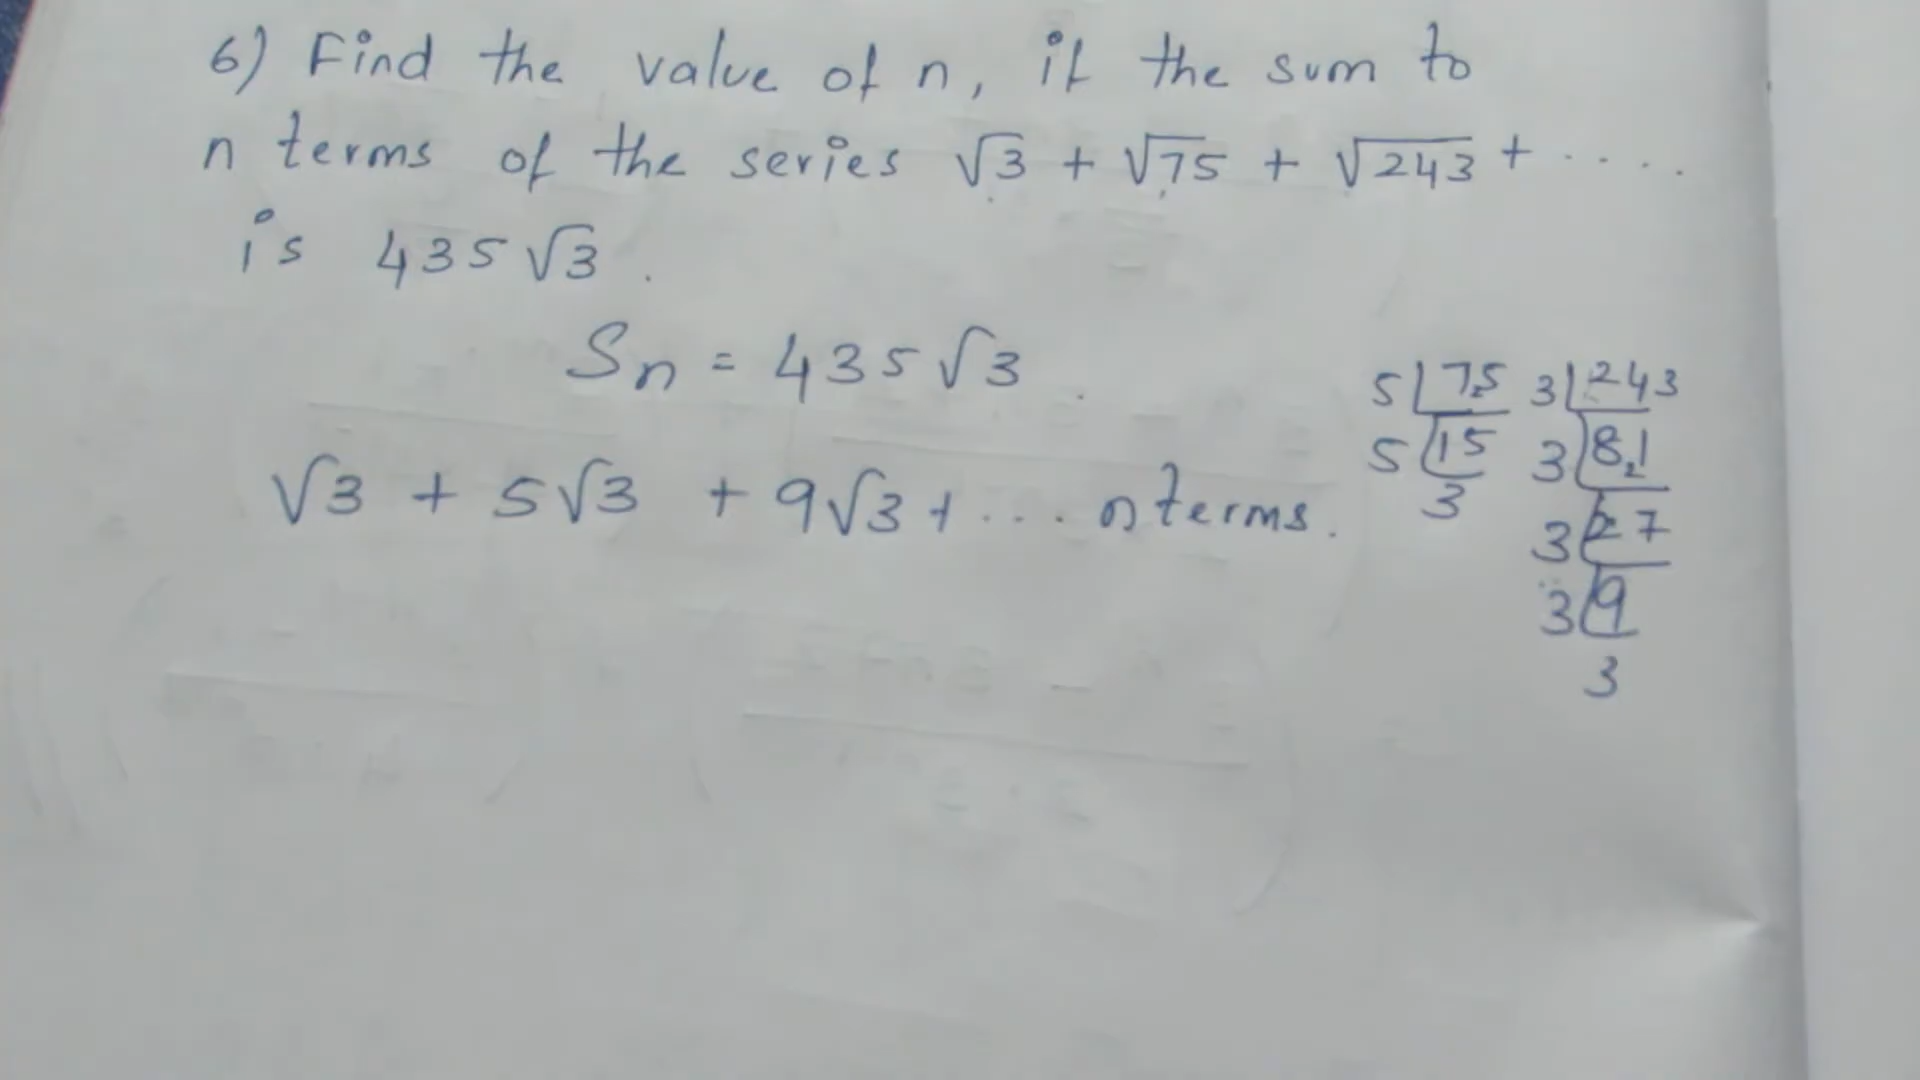 6) Find the value of n, if the sum to
n terms of the series √3 + √75 + √243 + .....
is 435√3.
Sn = 435√3.
√3 + 5√3 + 9√3 + ... n terms.
5 | 75
5 | 15
3
3 | 243
3 | 81
3 | 27
3 | 9
3